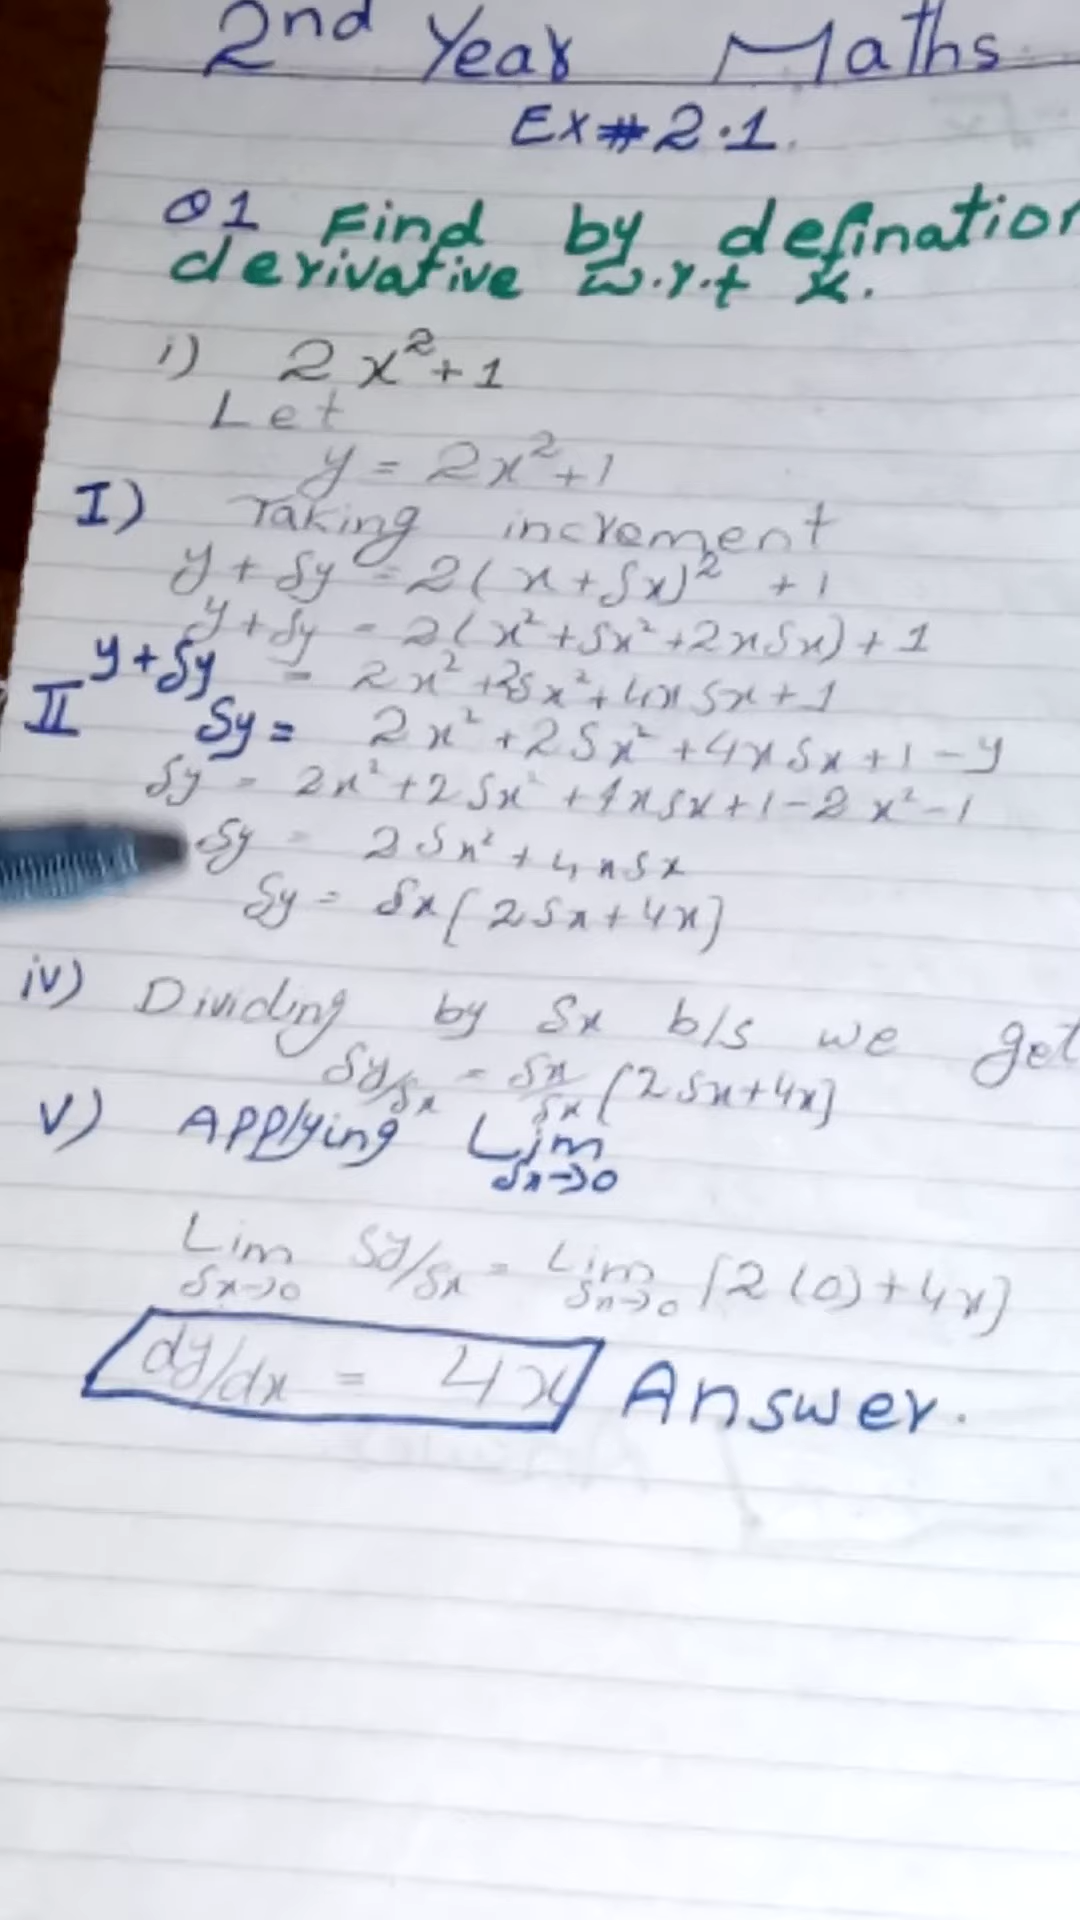 2nd Year Maths
EX#2.1.
Q1 Find by defination
derivative w.r.t x.
i) 2x²+1
Let
y = 2x²+1
I) Taking increment
y+δy = 2(x+δx)² +1
y+δy = 2(x²+δx²+2xδx)+1
y+δy = 2x²+2δx²+4xδx+1
II δy = 2x²+2δx²+4xδx+1-y
δy = 2x²+2δx²+4xδx+1-2x²-1
δy = 2δx²+4xδx
δy = δx[2δx+4x]
iv) Dividing by δx b/s we get
δy/δx = δx/δx [2δx+4x]
v) Applying Lim
δx→0
Lim δy/δx = Lim [2(0)+4x]
δx→0 δx→0
dy/dx = 4x Answer.